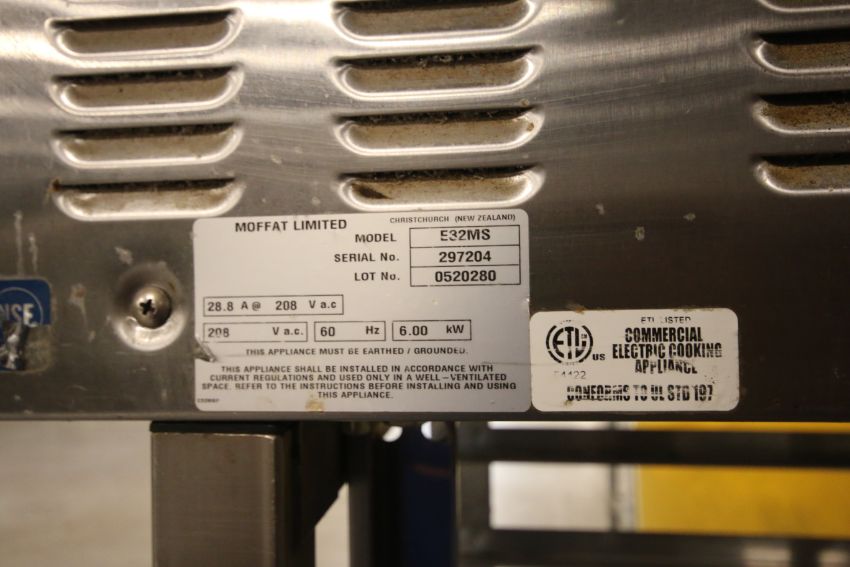 MOFFAT LIMITED
CHRISTCHURCH (NEW ZEALAND)
MODEL E32MS
SERIAL No. 297204
LOT No. 0520280
28.8 A@ 208 V a.c
208 V a.c. 60 Hz 6.00 kW
THIS APPLIANCE MUST BE EARTHED / GROUNDED.
THIS APPLIANCE SHALL BE INSTALLED IN ACCORDANCE WITH
CURRENT REGULATIONS AND USED ONLY IN A WELL-VENTILATED
SPACE. REFER TO THE INSTRUCTIONS BEFORE INSTALLING AND USING
THIS APPLIANCE.
NSF
ETL LISTED
COMMERCIAL
ELECTRIC COOKING
APPLIANCE
ETL US
CONFORMS TO UL STD 197